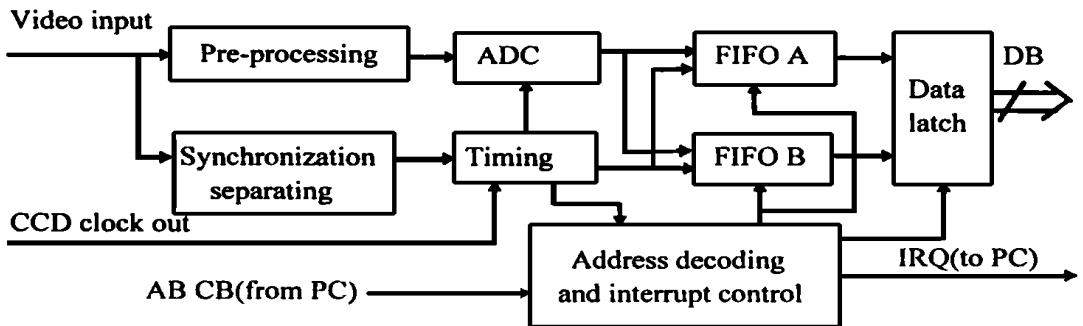 Video input
Pre-processing
ADC
FIFO A
Data
latch
DB
Synchronization
separating
Timing
FIFO B
CCD clock out
Address decoding
and interrupt control
IRQ(to PC)
AB CB(from PC)